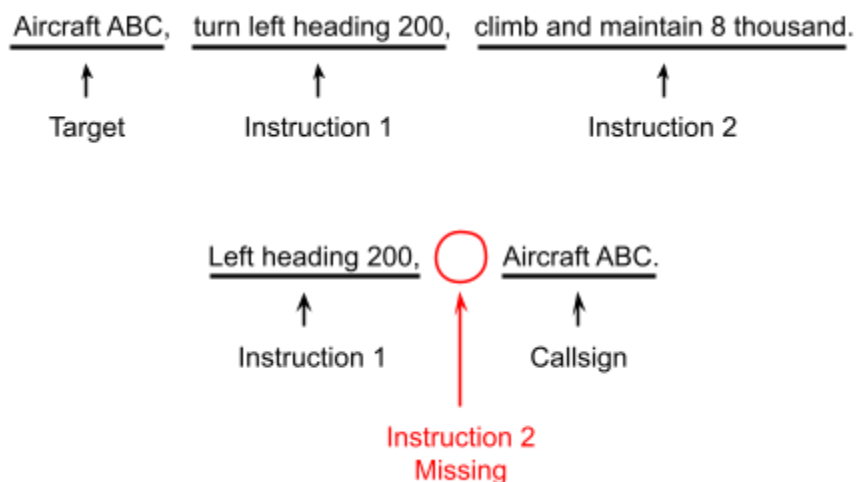 Aircraft ABC, turn left heading 200, climb and maintain 8 thousand.
Target Instruction 1 Instruction 2
Left heading 200, Aircraft ABC.
Instruction 1 Callsign
Instruction 2
Missing